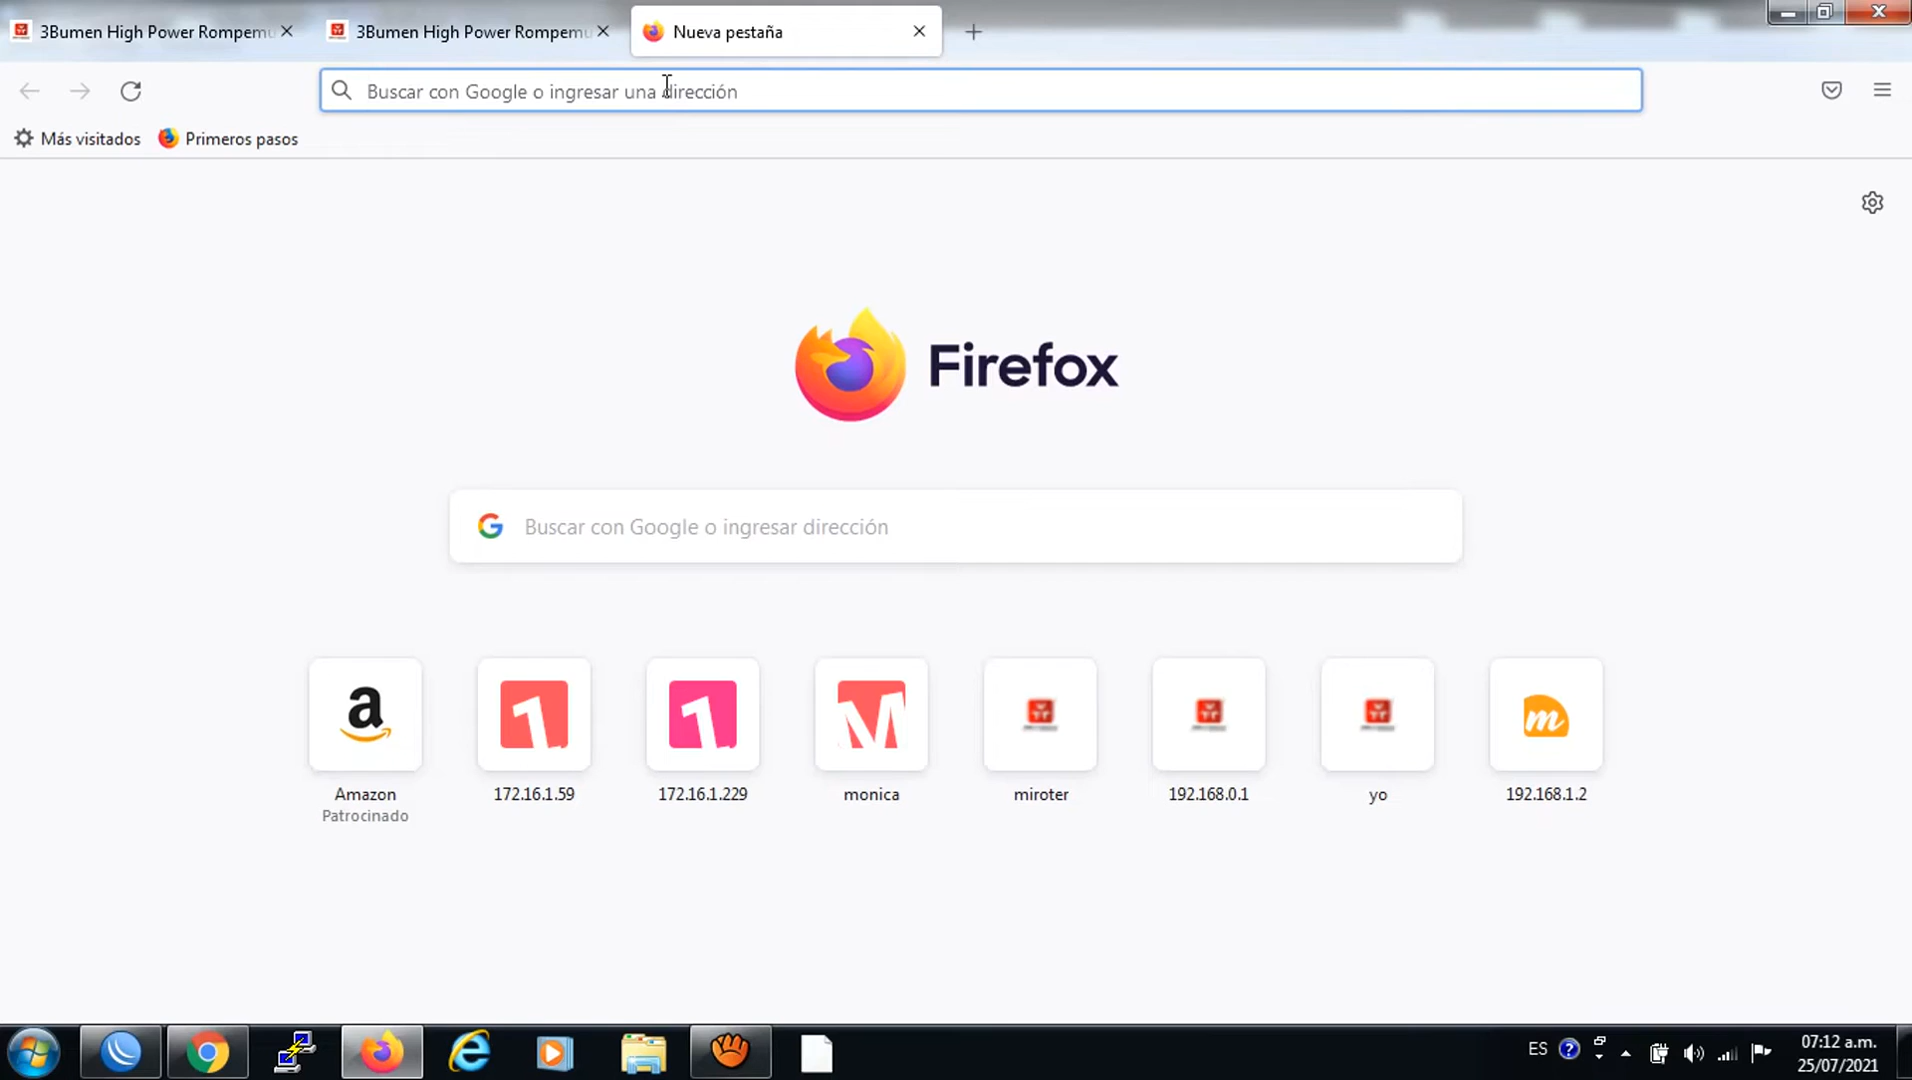 3Bumen High Power Rompemu
3Bumen High Power Rompemu
Nueva pestaña
Buscar con Google o ingresar una dirección
Más visitados
Primeros pasos
Firefox
Buscar con Google o ingresar dirección
Amazon
Patrocinado
172.16.1.59
172.16.1.229
monica
miroter
192.168.0.1
yo
192.168.1.2
ES
07:12 a.m.
25/07/2021